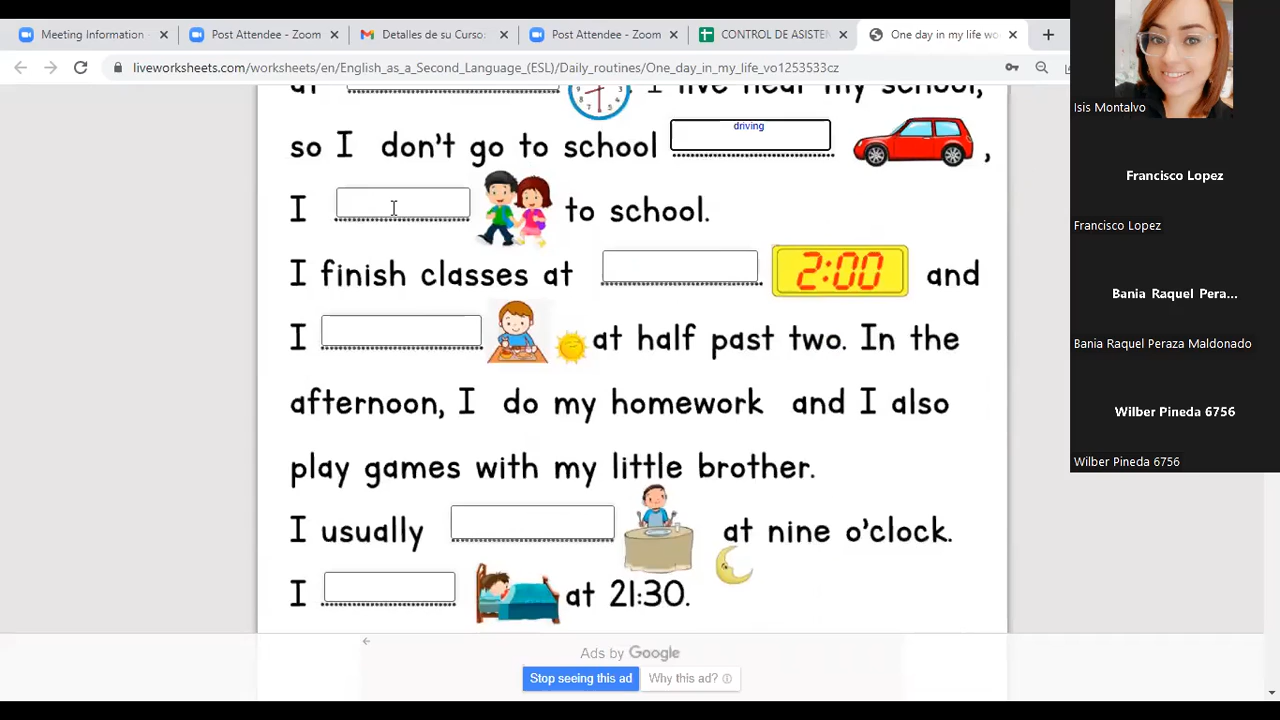 Meeting Information
Post Attendee - Zoom
Detalles de su Curso:
Post Attendee - Zoom
CONTROL DE ASISTEN
One day in my life wo
liveworksheets.com/worksheets/en/English_as_a_Second_Language_(ESL)/Daily_routines/One_day_in_my_life_vo1253533cz
at I live near my school,
so I don't go to school driving ,
I to school.
I finish classes at 2:00 and
I at half past two. In the
afternoon, I do my homework and I also
play games with my little brother.
I usually at nine o'clock.
I at 21:30.
Ads by Google
Stop seeing this ad
Why this ad?
Isis Montalvo
Francisco Lopez
Francisco Lopez
Bania Raquel Pera...
Bania Raquel Peraza Maldonado
Wilber Pineda 6756
Wilber Pineda 6756